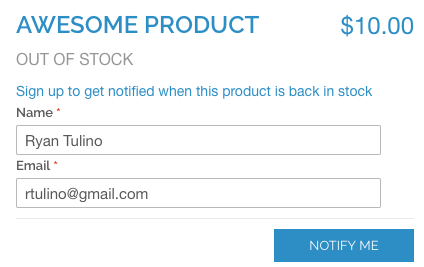 AWESOME PRODUCT $10.00
OUT OF STOCK
Sign up to get notified when this product is back in stock
Name *
Ryan Tulino
Email *
rtulino@gmail.com
NOTIFY ME